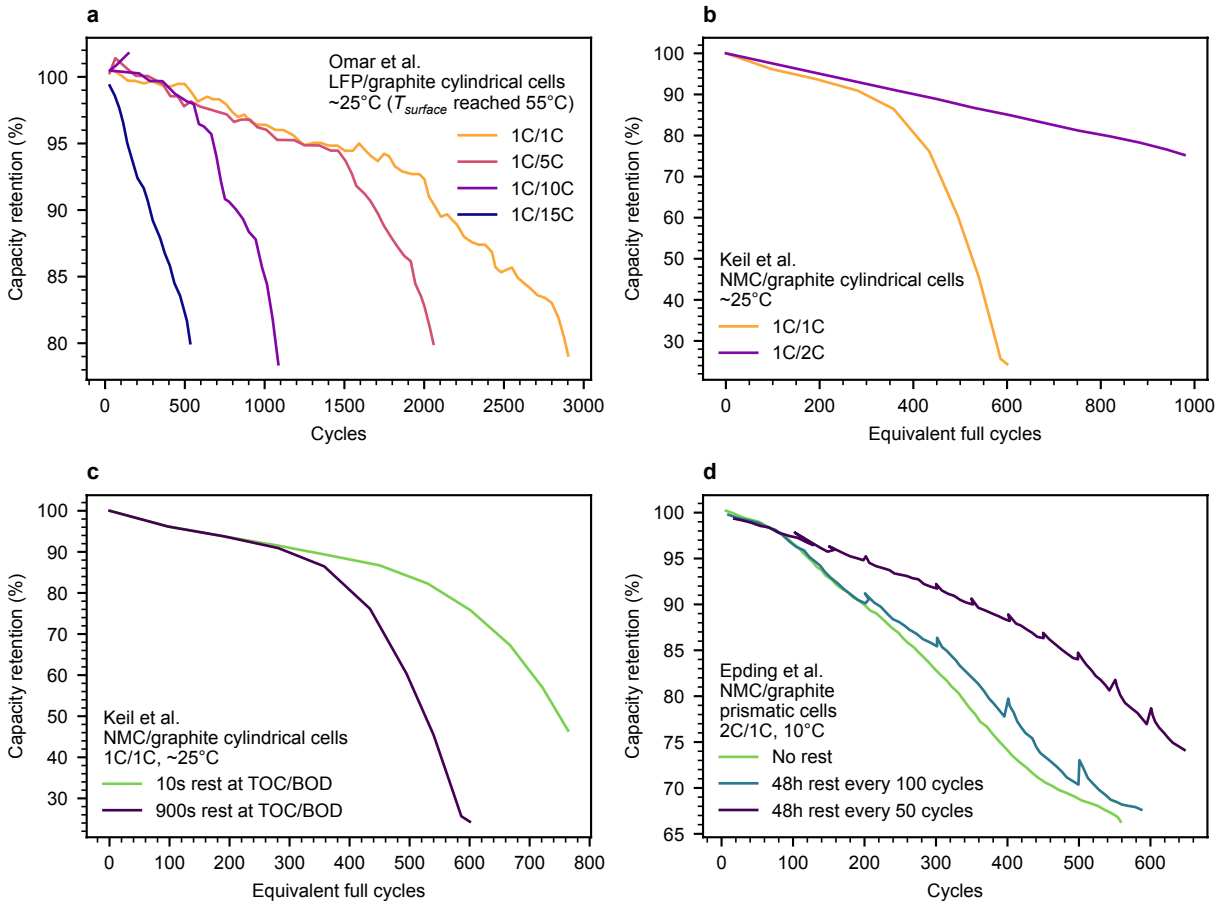 a
Capacity retention (%)
100
95
90
85
80
0
500
1000
1500
2000
2500
3000
Cycles
Omar et al.
LFP/graphite cylindrical cells
~25°C (T_surface reached 55°C)
1C/1C
1C/5C
1C/10C
1C/15C
b
Capacity retention (%)
100
90
80
70
60
50
40
30
0
200
400
600
800
1000
Equivalent full cycles
Keil et al.
NMC/graphite cylindrical cells
~25°C
1C/1C
1C/2C
c
Capacity retention (%)
100
90
80
70
60
50
40
30
0
100
200
300
400
500
600
700
800
Equivalent full cycles
Keil et al.
NMC/graphite cylindrical cells
1C/1C, ~25°C
10s rest at TOC/BOD
900s rest at TOC/BOD
d
Capacity retention (%)
100
95
90
85
80
75
70
65
0
100
200
300
400
500
600
Cycles
Epding et al.
NMC/graphite
prismatic cells
2C/1C, 10°C
No rest
48h rest every 100 cycles
48h rest every 50 cycles